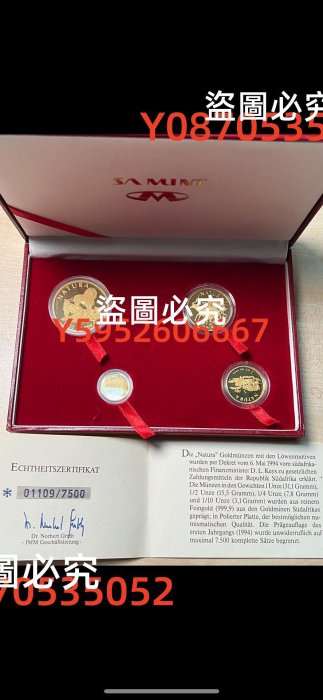 盜圖必究
Y0870535
SA MINT
NATURA
NATURA
盜圖必究
Y5952606667
ECHTHEITSZERTIFIKAT
* 01109/7500
Dr. Norbert Groth
- IMM Geschäftsleitung -
Die „Natura" Goldmünzen mit den Löwenmotiven
wurden per Dekret vom 6. Mai 1994 vom südafrika-
nischen Finanzminister D. L. Keys zu gesetzlichen
Zahlungsmitteln der Republik Südafrika erklärt.
Die Münzen in den Gewichten 1 Unze (31,1 Gramm),
1/2 Unze (15,5 Gramm), 1/4 Unze (7,8 Gramm)
und 1/10 Unze (3,1 Gramm) wurden aus reinem
Feingold (999,9) aus den Goldminen Südafrikas
geprägt; in Polierter Platte, der bestmöglichen nu-
mismatischen Qualität. Die Prägeauflage des
ersten Jahrgangs (1994) wurde unwiderruflich auf
maximal 7.500 komplette Sätze begrenzt.
盜圖必究
70535052